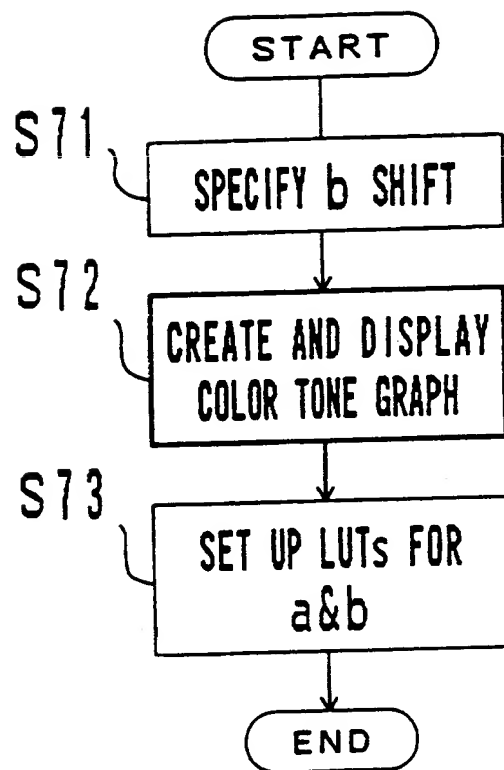 START
S71
SPECIFY b SHIFT
S72
CREATE AND DISPLAY
COLOR TONE GRAPH
S73
SET UP LUTs FOR
a&b
END